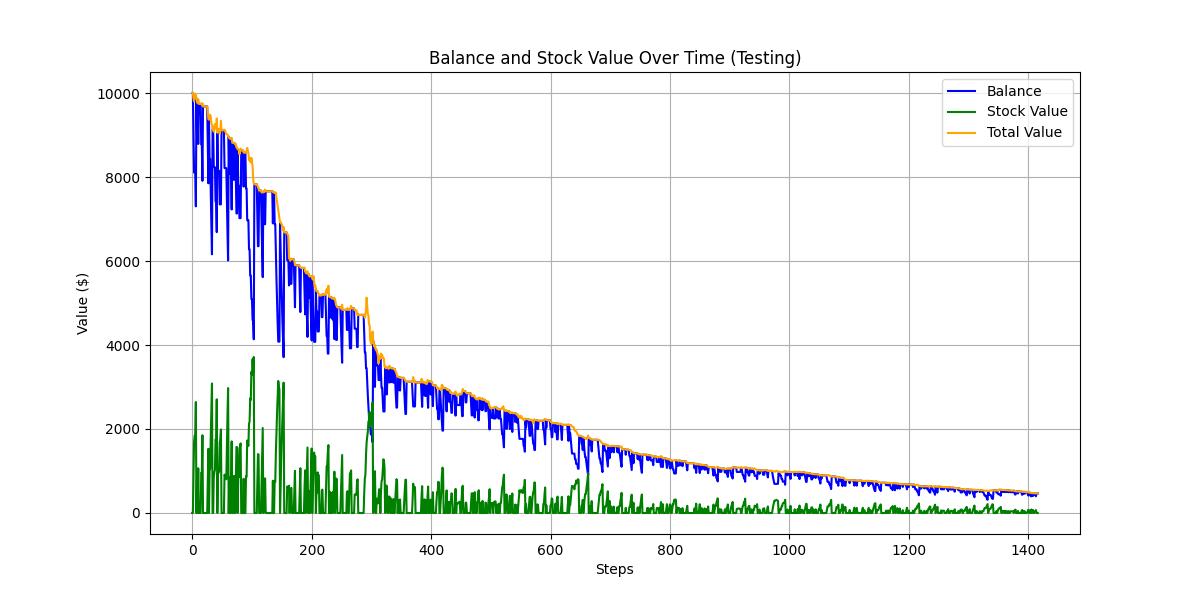 Balance and Stock Value Over Time (Testing)
Balance
Stock Value
Total Value
Value ($)
10000
8000
6000
4000
2000
0
0 200 400 600 800 1000 1200 1400
Steps